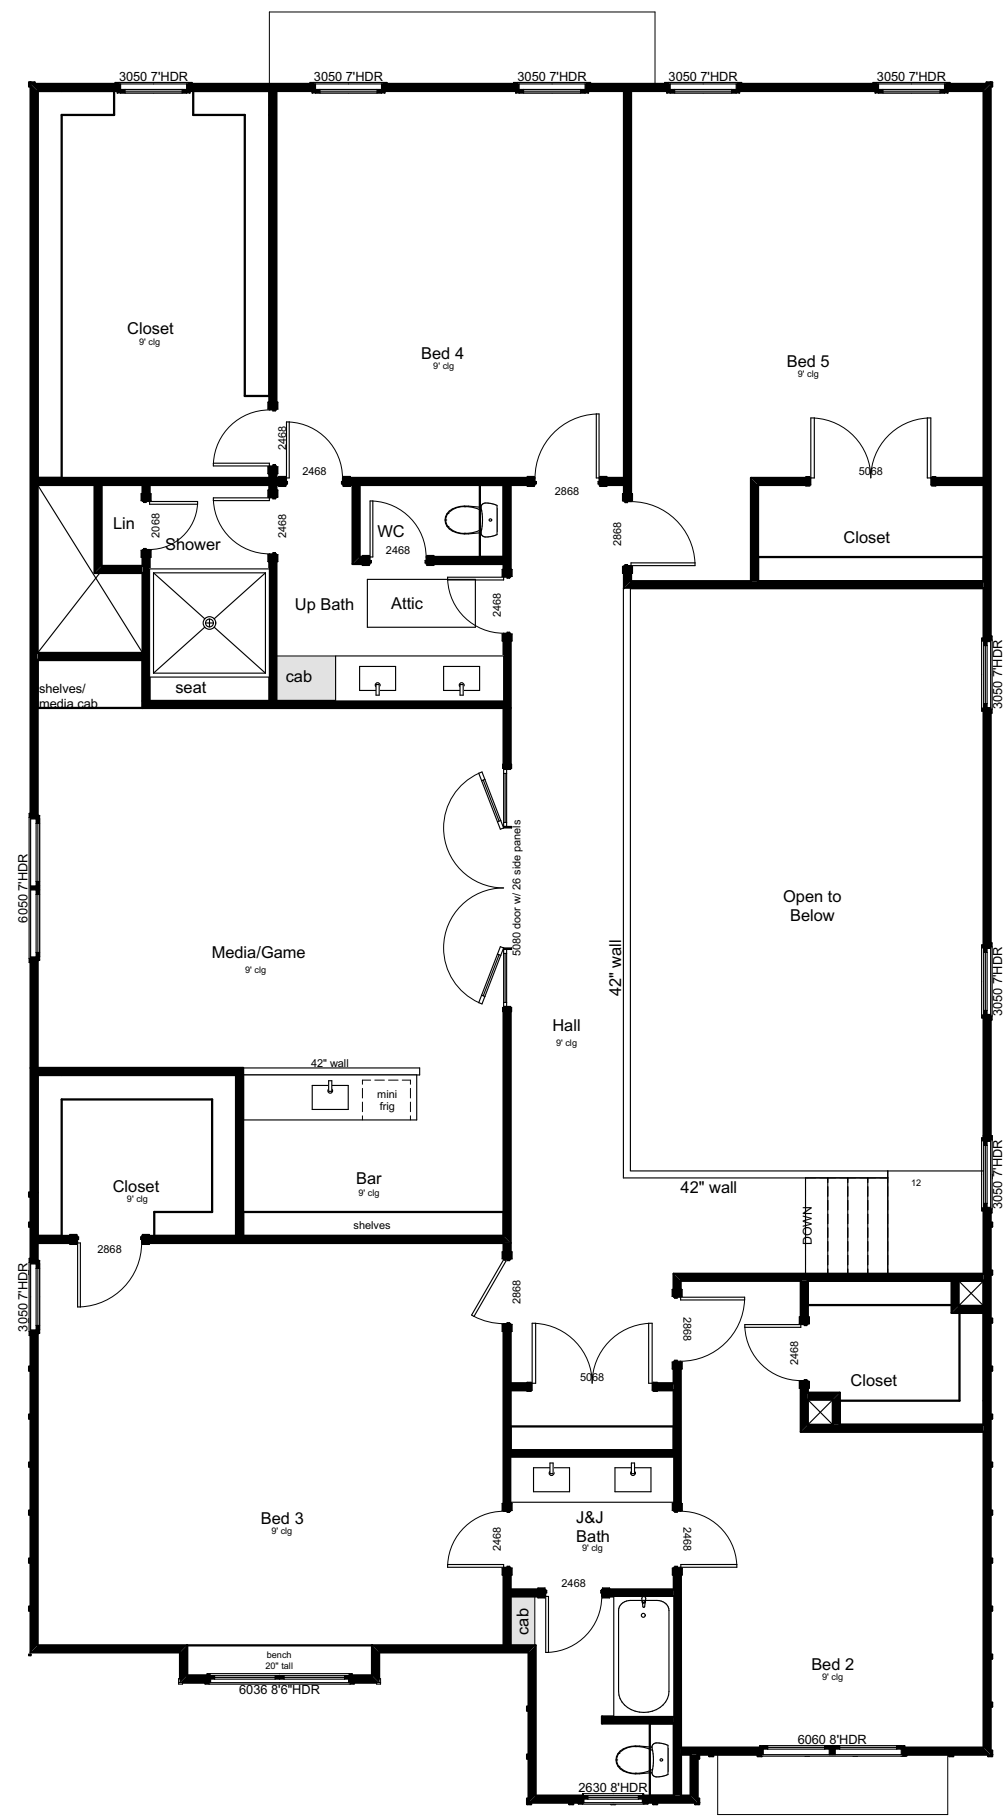 3050 7'HDR
3050 7'HDR
3050 7'HDR
3050 7'HDR
3050 7'HDR
Closet
9' clg
Bed 4
9' clg
Bed 5
9' clg
2468
2468
2868
5068
Lin
2068
Shower
2468
WC
2468
2868
Closet
Up Bath
Attic
2468
cab
seat
shelves/
media cab
3050 7'HDR
6050 7'HDR
5080 door w/ 26 side panels
Media/Game
9' clg
Open to
Below
42" wall
3050 7'HDR
Hall
9' clg
42" wall
mini
frig
Closet
9' clg
Bar
9' clg
shelves
42" wall
12
3050 7'HDR
DOWN
2868
3050 7'HDR
2868
2868
2468
5068
Closet
Bed 3
9' clg
J&J
Bath
9' clg
2468
2468
2468
cab
bench
20" tall
6036 8'6"HDR
Bed 2
9' clg
6060 8'HDR
2630 8'HDR